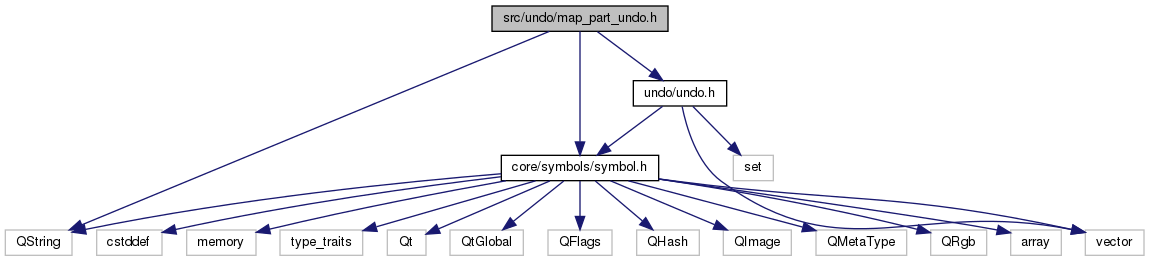 src/undo/map_part_undo.h
undo/undo.h
core/symbols/symbol.h
set
QString
cstddef
memory
type_traits
Qt
QtGlobal
QFlags
QHash
QImage
QMetaType
QRgb
array
vector